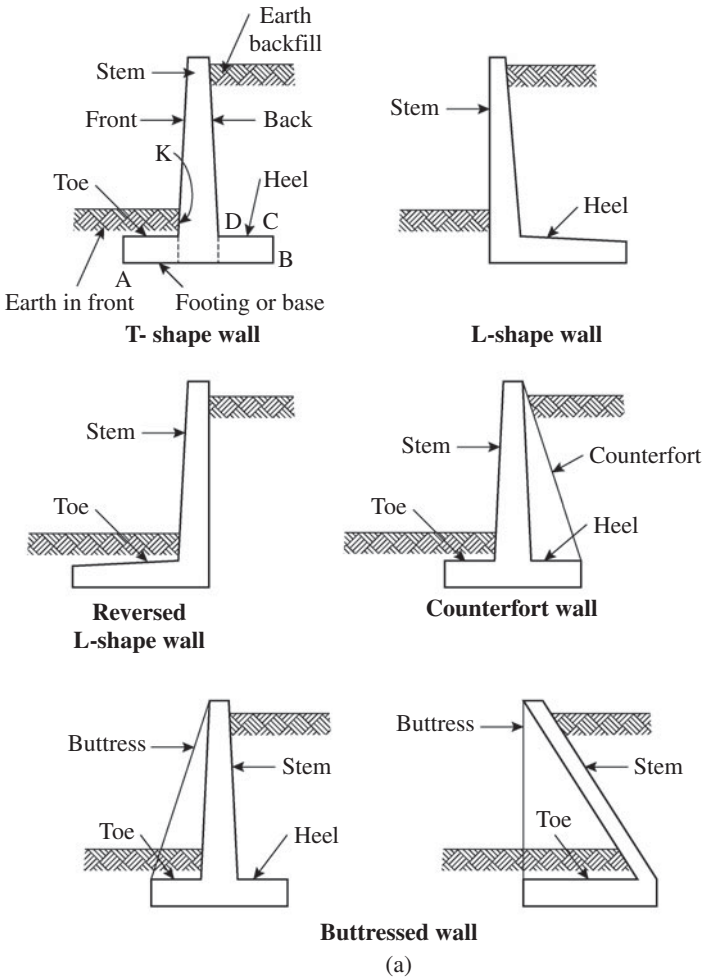 Earth
backfill
Stem
Front
Back
K
Toe
Heel
D
C
B
A
Earth in front
Footing or base
T- shape wall
Stem
Heel
L-shape wall
Stem
Toe
Reversed
L-shape wall
Stem
Counterfort
Toe
Heel
Counterfort wall
Buttress
Stem
Toe
Heel
Buttress
Stem
Toe
Buttressed wall
(a)